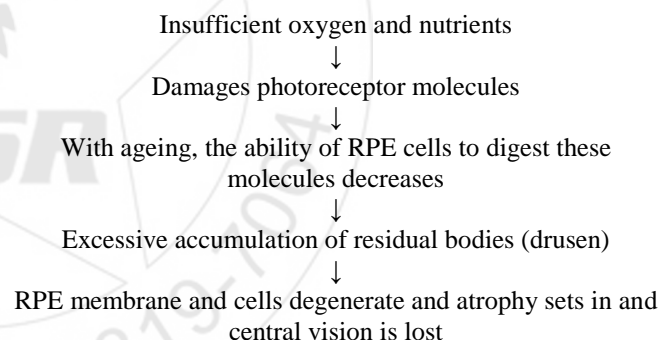 Insufficient oxygen and nutrients
↓
Damages photoreceptor molecules
↓
With ageing, the ability of RPE cells to digest these
molecules decreases
↓
Excessive accumulation of residual bodies (drusen)
↓
RPE membrane and cells degenerate and atrophy sets in and
central vision is lost